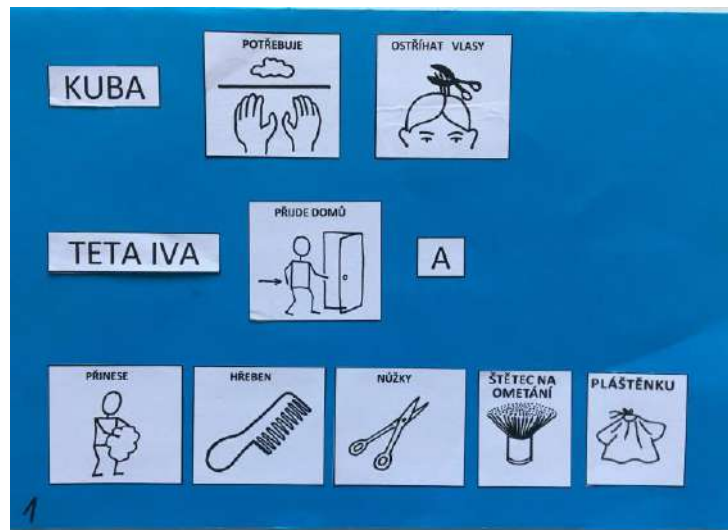 KUBA
POTŘEBUJE
OSTŘÍHAT VLASY
TETA IVA
PŘIJDE DOMŮ
A
PŘINESE
HŘEBEN
NŮŽKY
ŠTĚTEC NA
OMETÁNÍ
PLÁŠTĚNKU
1